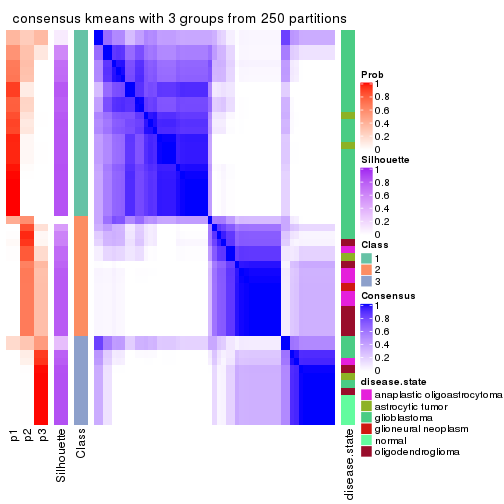 consensus kmeans with 3 groups from 250 partitions
Prob
1
0.8
0.6
0.4
0.2
0
Silhouette
1
0.8
0.6
0.4
0.2
0
Class
1
2
3
Consensus
1
0.8
0.6
0.4
0.2
0
disease.state
anaplastic oligoastrocytoma
astrocytic tumor
glioblastoma
glioneural neoplasm
normal
oligodendroglioma
p1
p2
p3
Silhouette
Class
disease.state